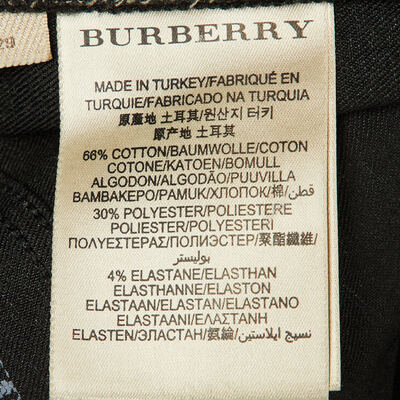 29
BURBERRY
MADE IN TURKEY/FABRIQUÉ EN
TURQUIE/FABRICADO NA TURQUIA
原產地 土耳其/원산지 터키
原产地 土耳其
66% COTTON/BAUMWOLLE/COTON
COTONE/KATOEN/BOMULL
ALGODON/ALGODÃO/PUUVILLA
BAMBAKEPO/PAMUK/ХЛОПОК/棉/قطن
30% POLYESTER/POLIESTERE
POLIESTER/POLYESTERI
ΠΟΛΥΕΣΤΕΡΑΣ/ПОЛИЭСТЕР/聚酯纖維/
بوليستر
4% ELASTANE/ELASTHAN
ELASTHANNE/ELASTON
ELASTAAN/ELASTAN/ELASTANO
ELASTAANI/ΕΛΑΣΤΑΝΗ
ELASTEN/ЭЛАСТАН/氨綸/نسيج ايلاستين